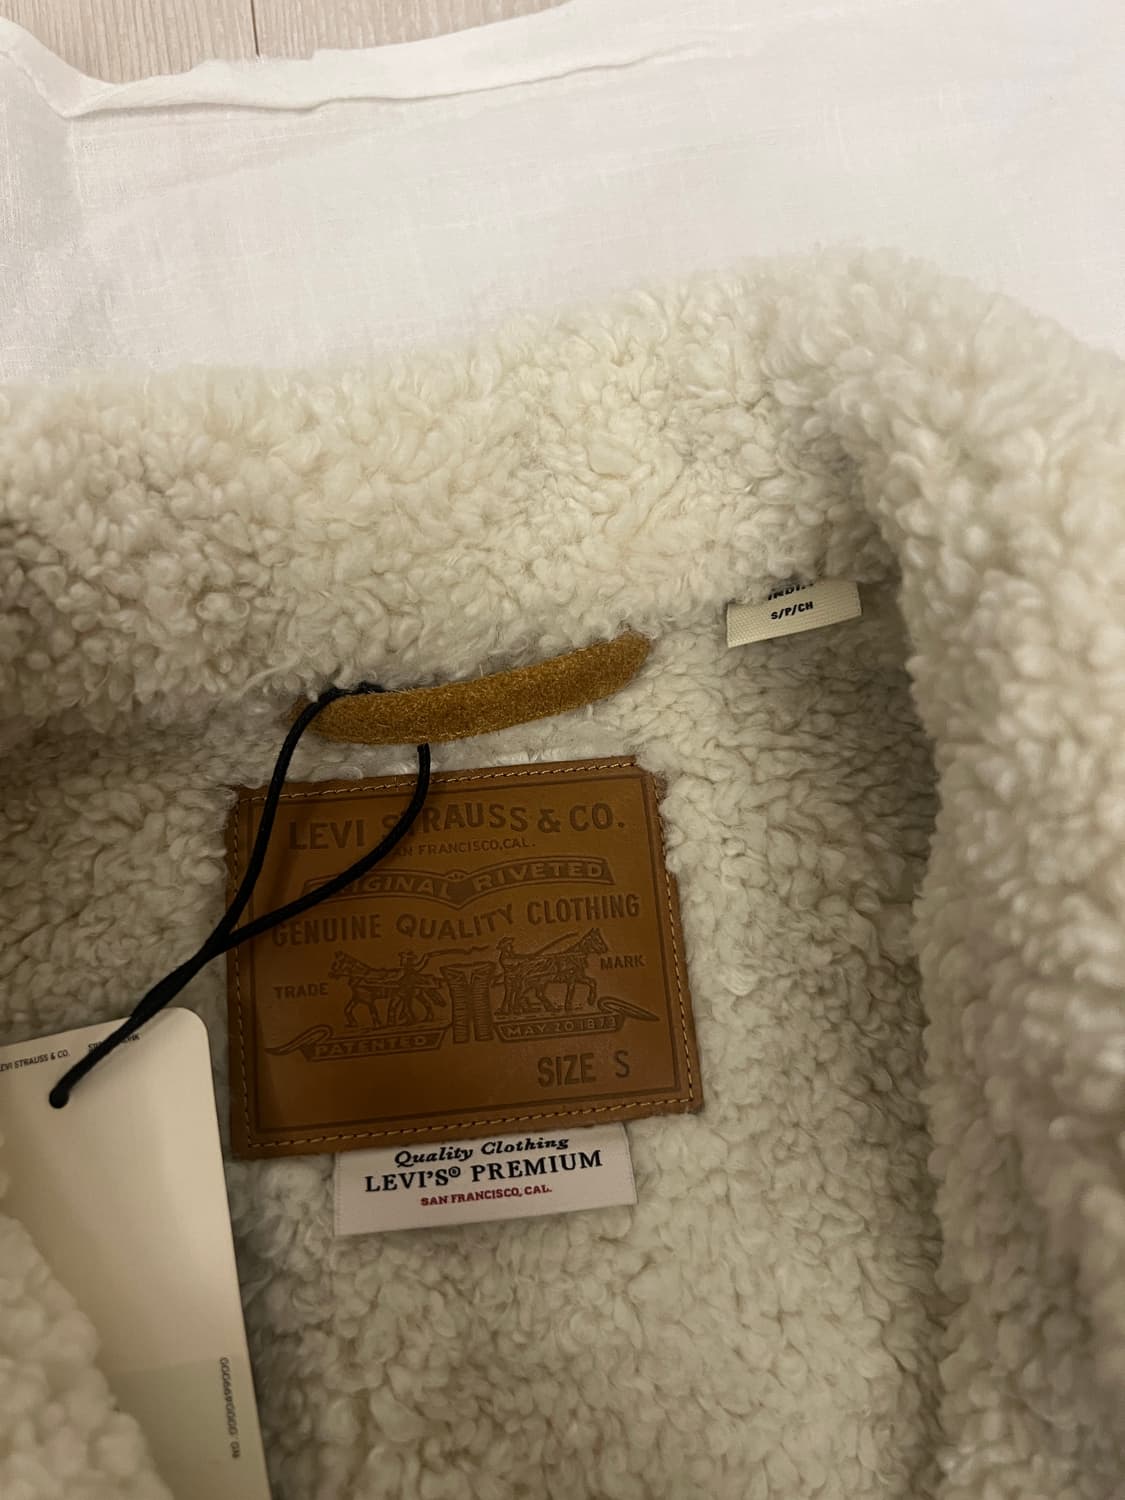 S/P/CH
LEVI STRAUSS & CO.
SAN FRANCISCO, CAL.
ORIGINAL RIVETED
GENUINE QUALITY CLOTHING
TRADE MARK
PATENTED MAY 20 1873
SIZE S
Quality Clothing
LEVI'S® PREMIUM
SAN FRANCISCO, CAL.
LEVI STRAUSS & CO.